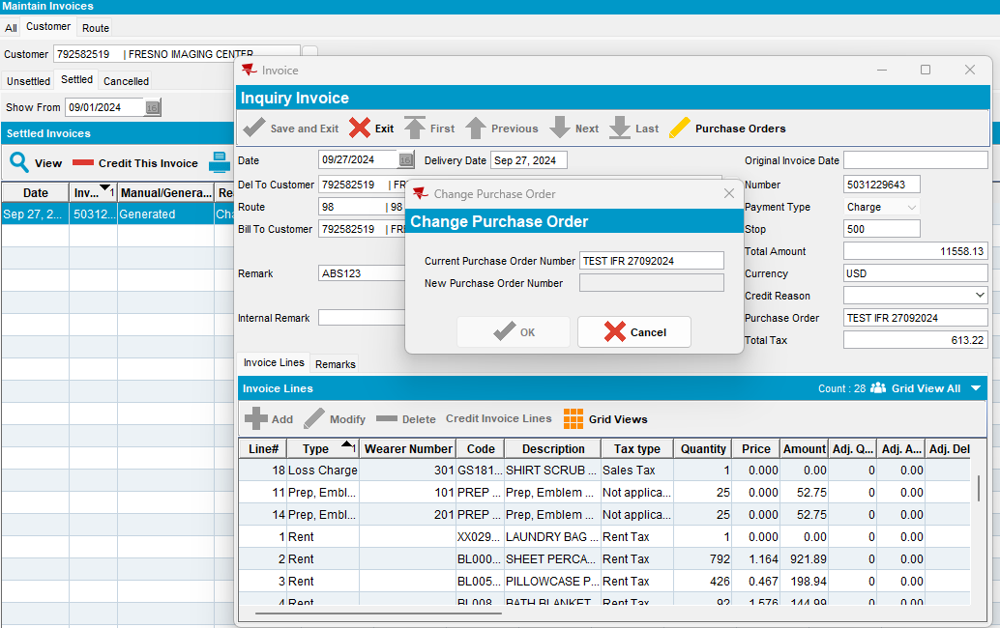 Maintain Invoices
All Customer Route
Customer 792582519 | FRESNO IMAGING CENTER
Unsettled Settled Cancelled
Show From 09/01/2024 16
Settled Invoices
View Credit This Invoice
Date Inv... 1 Manual/Genera... Re
Sep 27, 2... 50312... Generated Cha
Invoice
Inquiry Invoice
Save and Exit Exit First Previous Next Last Purchase Orders
Date 09/27/2024 16 Delivery Date Sep 27, 2024 Original Invoice Date
Del To Customer 792582519 | FR Number 5031229643
Route 98 | 98 Payment Type Charge
Bill To Customer 792582519 | FR Stop 500
Total Amount 11558.13
Remark ABS123 Currency USD
Credit Reason
Internal Remark Purchase Order TEST IFR 27092024
Total Tax 613.22
Change Purchase Order
Change Purchase Order
Current Purchase Order Number TEST IFR 27092024
New Purchase Order Number
OK Cancel
Invoice Lines Remarks
Invoice Lines Count : 28 Grid View All
Add Modify Delete Credit Invoice Lines Grid Views
Line# Type 1 Wearer Number Code Description Tax type Quantity Price Amount Adj. Q... Adj. A... Adj. Del
18 Loss Charge 301 GS181... SHIRT SCRUB ... Sales Tax 1 0.000 0.00 0 0.00
11 Prep, Embl... 101 PREP ... Prep, Emblem ... Not applica... 25 0.000 52.75 0 0.00
14 Prep, Embl... 201 PREP ... Prep, Emblem ... Not applica... 25 0.000 52.75 0 0.00
1 Rent XX029... LAUNDRY BAG ... Rent Tax 1 0.000 0.00 0 0.00
2 Rent BL000... SHEET PERCA... Rent Tax 792 1.164 921.89 0 0.00
3 Rent BL005... PILLOWCASE P... Rent Tax 426 0.467 198.94 0 0.00
4 Rent BL008... BATH BLANKET Rent Tax 92 1.576 144.99 0 0.00